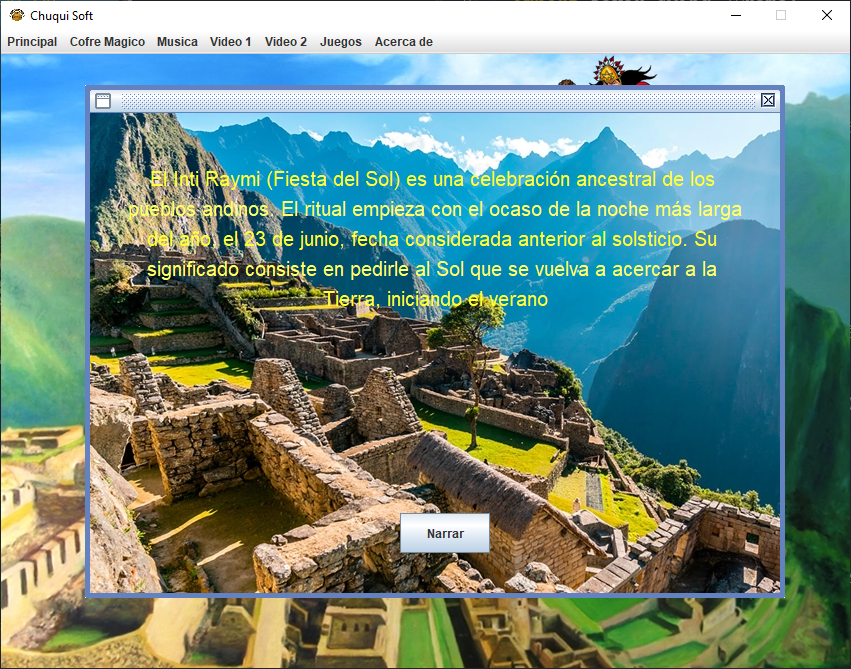 Chuqui Soft
Principal Cofre Magico Musica Video 1 Video 2 Juegos Acerca de
El Inti Raymi (Fiesta del Sol) es una celebración ancestral de los
pueblos andinos. El ritual empieza con el ocaso de la noche más larga
del año, el 23 de junio, fecha considerada anterior al solsticio. Su
significado consiste en pedirle al Sol que se vuelva a acercar a la
Tierra, iniciando el verano
Narrar